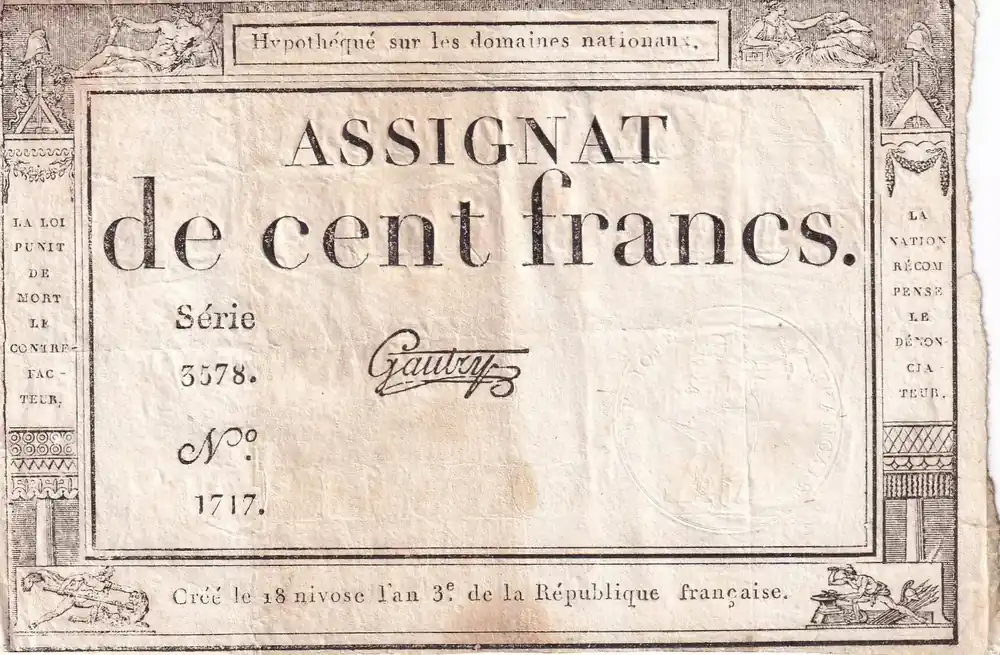 Hypothéqué sur les domaines nationaux.
ASSIGNAT
de cent francs.
LA LOI
PUNIT
DE
MORT
LE
CONTRE-
FAC-
TEUR.
Série
3578.
Gautry
Nº.
1717.
LA
NATION
RÉCOM
PENSE
LE
DÉNON-
CIA-
TEUR.
Créé le 18 nivose l'an 3ᵉ. de la République française.